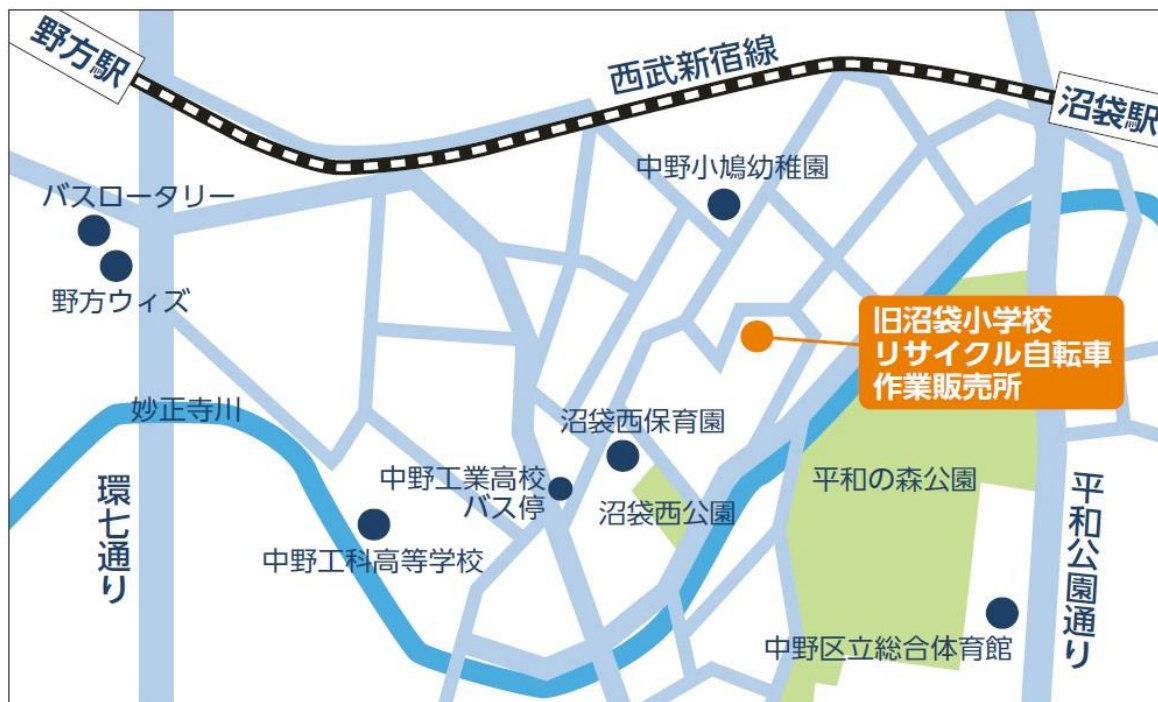 野方駅
西武新宿線
沼袋駅
バスロータリー
中野小鳩幼稚園
野方ウィズ
旧沼袋小学校
リサイクル自転車
作業販売所
妙正寺川
沼袋西保育園
中野工業高校
バス停
沼袋西公園
平和の森公園
環七通り
中野工科高等学校
平和公園通り
中野区立総合体育館